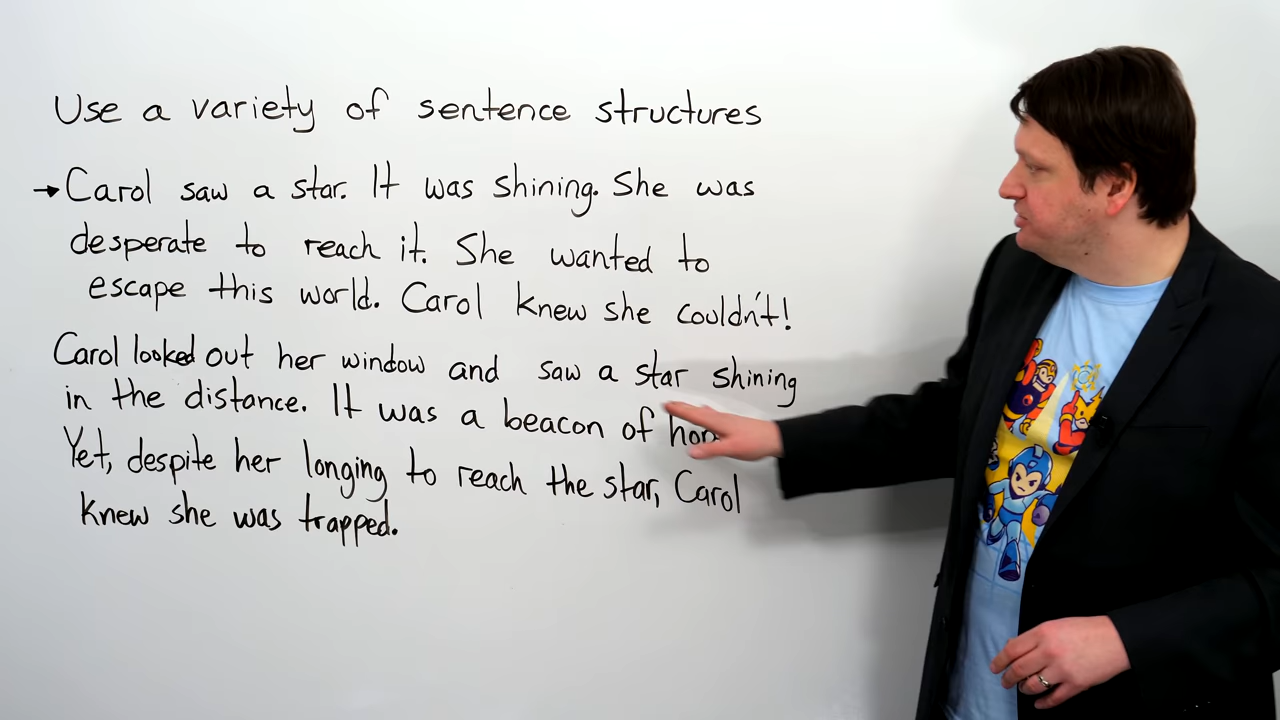 Use a variety of sentence structures
→Carol saw a star. It was shining. She was
desperate to reach it. She wanted to
escape this world. Carol knew she couldn't!
Carol looked out her window and saw a star shining
in the distance. It was a beacon of
Yet, despite her longing to reach the star, Carol
knew she was trapped.